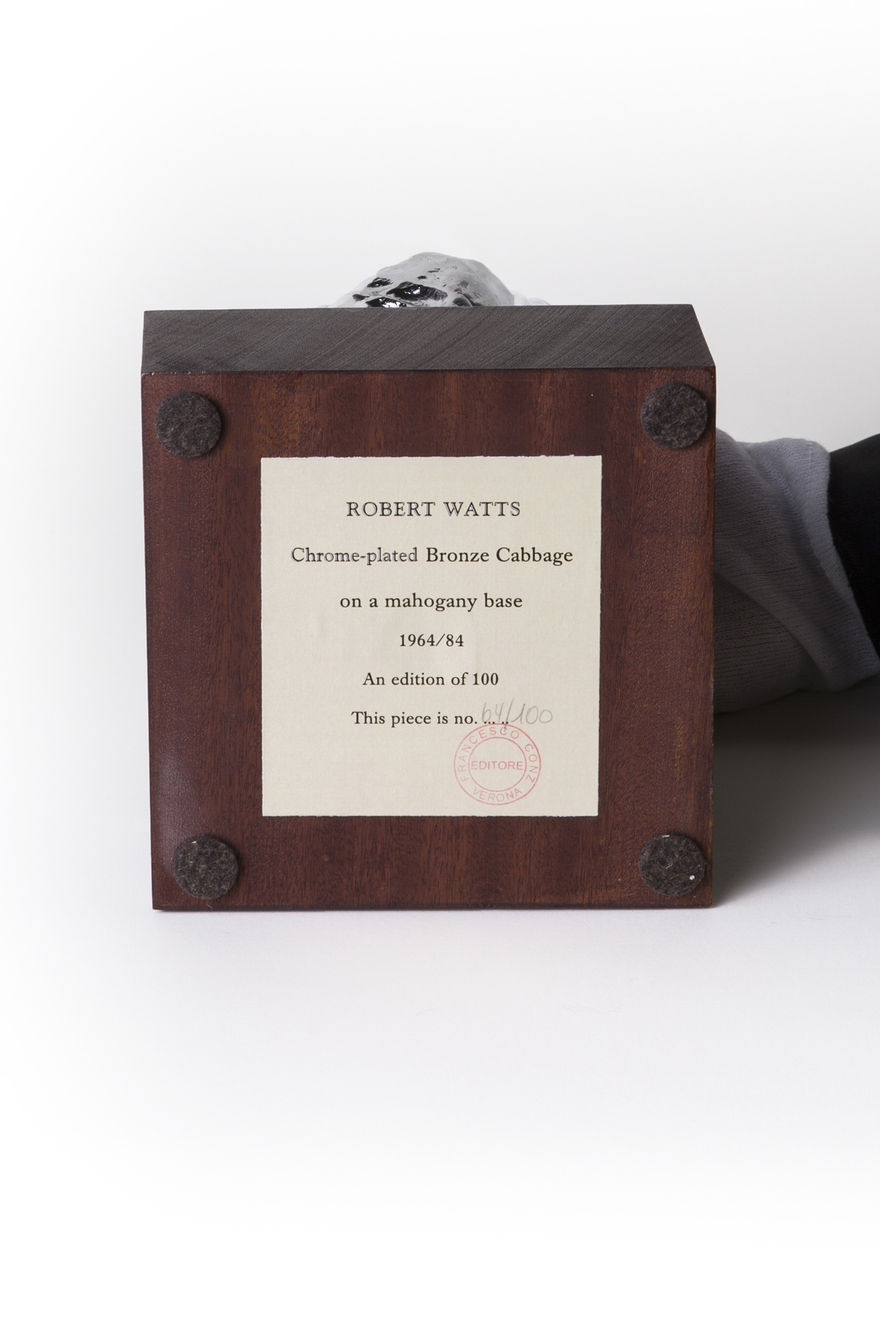 ROBERT WATTS
Chrome-plated Bronze Cabbage
on a mahogany base
1964/84
An edition of 100
This piece is no. ... .. 64/100
FRANCESCO CONZ
EDITORE
VERONA